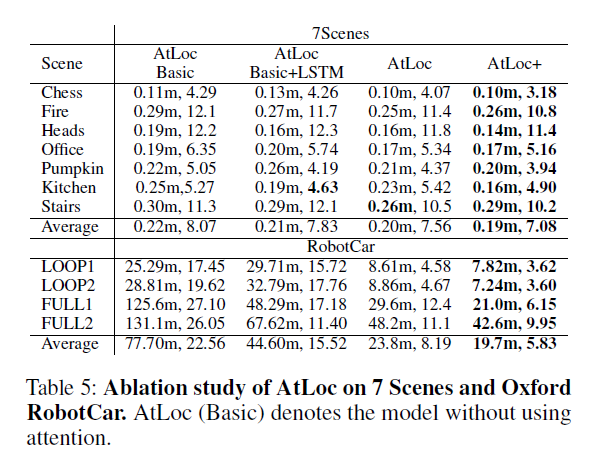 7Scenes
Scene AtLoc Basic AtLoc Basic+LSTM AtLoc AtLoc+
Chess 0.11m, 4.29 0.13m, 4.26 0.10m, 4.07 0.10m, 3.18
Fire 0.29m, 12.1 0.27m, 11.7 0.25m, 11.4 0.26m, 10.8
Heads 0.19m, 12.2 0.16m, 12.3 0.16m, 11.8 0.14m, 11.4
Office 0.19m, 6.35 0.20m, 5.74 0.17m, 5.34 0.17m, 5.16
Pumpkin 0.22m, 5.05 0.26m, 4.19 0.21m, 4.37 0.20m, 3.94
Kitchen 0.25m,5.27 0.19m, 4.63 0.23m, 5.42 0.16m, 4.90
Stairs 0.30m, 11.3 0.29m, 12.1 0.26m, 10.5 0.29m, 10.2
Average 0.22m, 8.07 0.21m, 7.83 0.20m, 7.56 0.19m, 7.08
RobotCar
LOOP1 25.29m, 17.45 29.71m, 15.72 8.61m, 4.58 7.82m, 3.62
LOOP2 28.81m, 19.62 32.79m, 17.76 8.86m, 4.67 7.24m, 3.60
FULL1 125.6m, 27.10 48.29m, 17.18 29.6m, 12.4 21.0m, 6.15
FULL2 131.1m, 26.05 67.62m, 11.40 48.2m, 11.1 42.6m, 9.95
Average 77.70m, 22.56 44.60m, 15.52 23.8m, 8.19 19.7m, 5.83
Table 5: Ablation study of AtLoc on 7 Scenes and Oxford
RobotCar. AtLoc (Basic) denotes the model without using
attention.